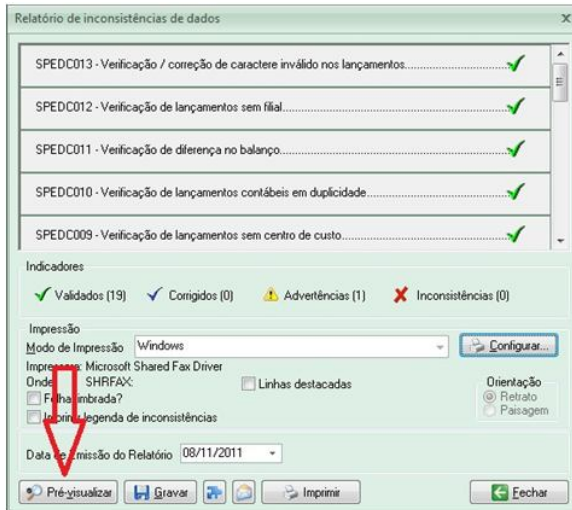 Relatório de inconsistências de dados x
SPEDC013 - Verificação / correção de caractere inválido nos lançamentos
SPEDC012 - Verificação de lançamentos sem filial
SPEDC011 - Verificação de diferença no balanço
SPEDC010 - Verificação de lançamentos contábeis em duplicidade
SPEDC009 - Verificação de lançamentos sem centro de custo
Indicadores
Validados (19) Corrigidos (0) Advertências (1) Inconsistências (0)
Impressão
Modo de Impressão Windows Configurar...
Microsoft Shared Fax Driver
SHRFAX: Linhas destacadas Orientação
Retrato
Paisagem
legenda de inconsistências
Emissão do Relatório 08/11/2011
Pré-visualizar Gravar Imprimir Fechar